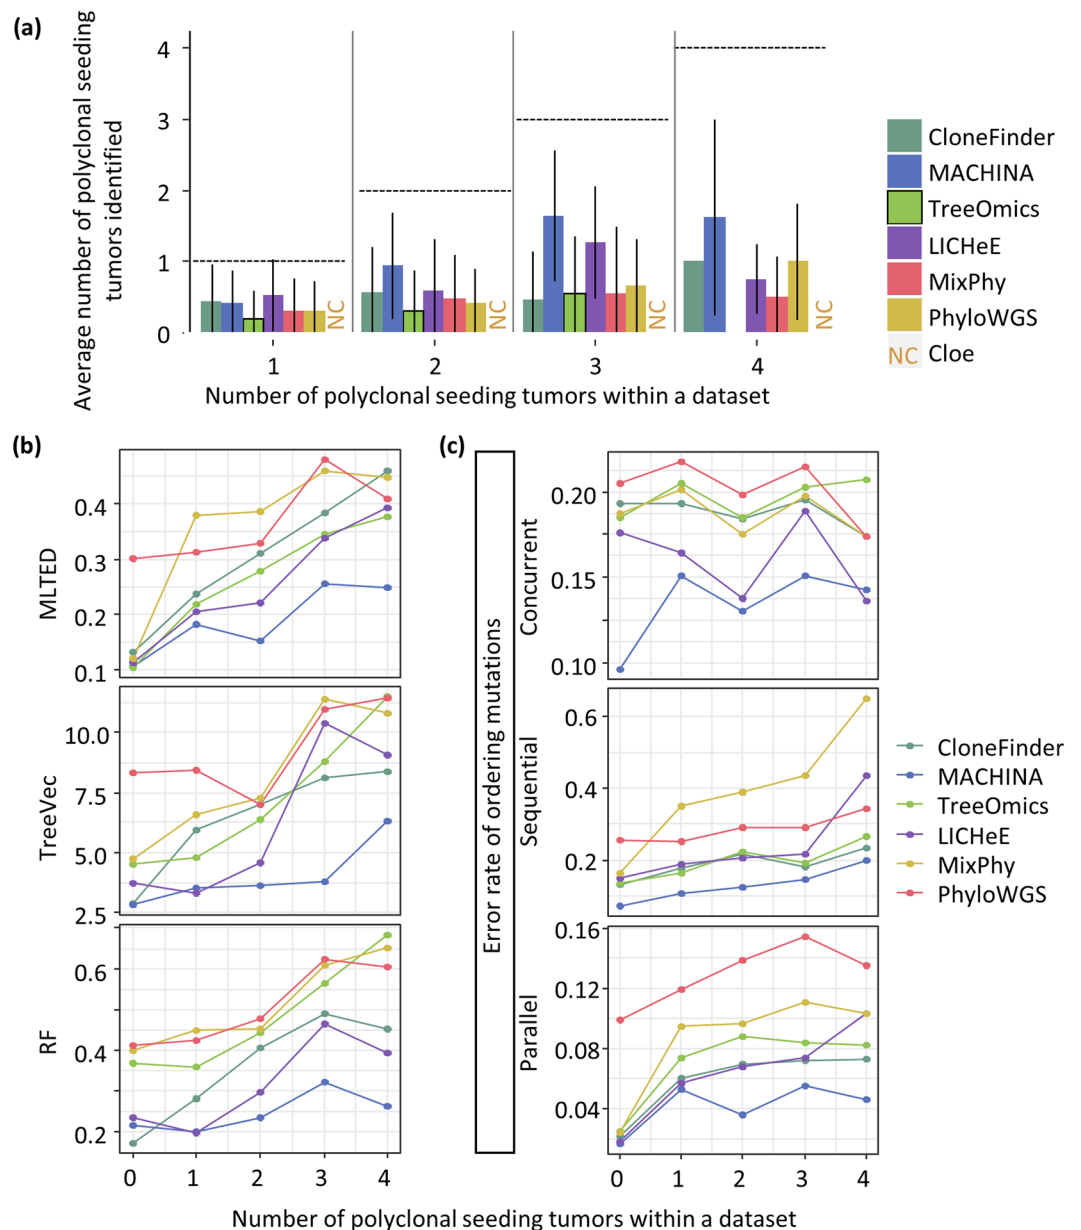 (a)
Average number of polyclonal seeding
tumors identified
4
3
2
1
0
NC
NC
NC
NC
1
2
3
4
Number of polyclonal seeding tumors within a dataset
CloneFinder
MACHINA
TreeOmics
LICHeE
MixPhy
PhyloWGS
NC Cloe
(b)
MLTED
0.4
0.3
0.2
0.1
TreeVec
10.0
7.5
5.0
2.5
RF
0.6
0.4
0.2
0
1
2
3
4
(c)
Error rate of ordering mutations
Concurrent
0.20
0.15
0.10
Sequential
0.6
0.4
0.2
Parallel
0.16
0.12
0.08
0.04
0
1
2
3
4
CloneFinder
MACHINA
TreeOmics
LICHeE
MixPhy
PhyloWGS
Number of polyclonal seeding tumors within a dataset